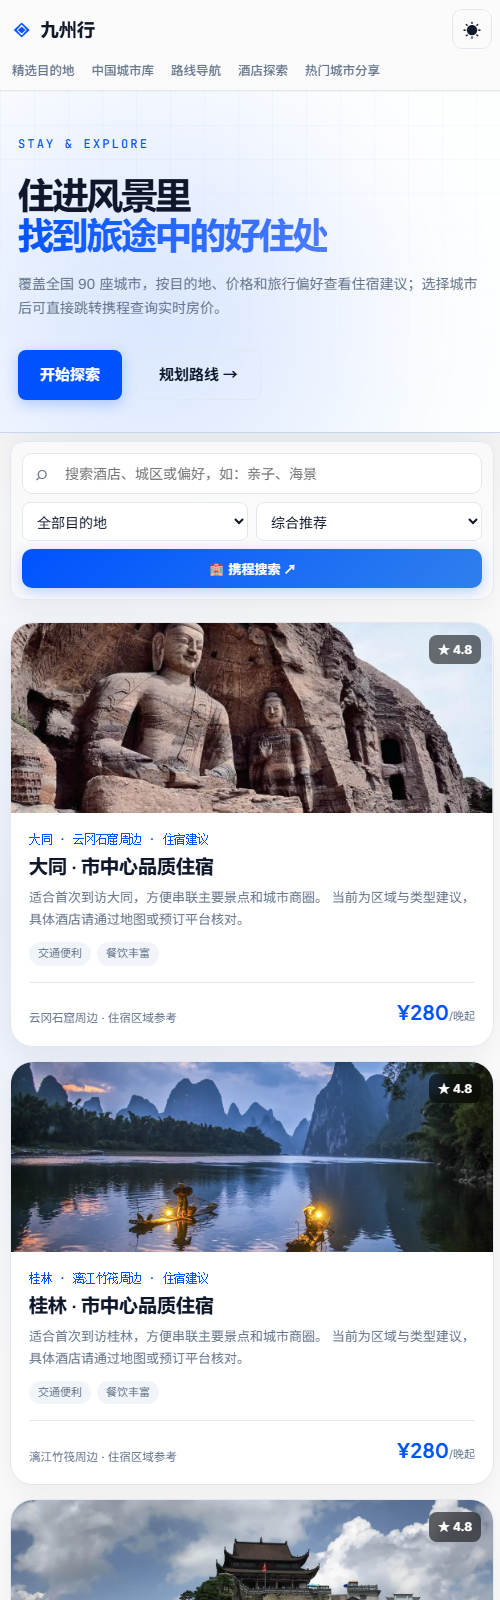 九州行
精选目的地 中国城市库 路线导航 酒店探索 热门城市分享
STAY & EXPLORE
住进风景里
找到旅途中的好住处
覆盖全国 90 座城市，按目的地、价格和旅行偏好查看住宿建议；选择城市
后可直接跳转携程查询实时房价。
开始探索 规划路线 →
搜索酒店、城区或偏好，如：亲子、海景
全部目的地 综合推荐
🏨 携程搜索 ↗
★ 4.8
大同 · 云冈石窟周边 · 住宿建议
大同 · 市中心品质住宿
适合首次到访大同，方便串联主要景点和城市商圈。 当前为区域与类型建议，
具体酒店请通过地图或预订平台核对。
交通便利 餐饮丰富
云冈石窟周边 · 住宿区域参考 ¥280/晚起
★ 4.8
桂林 · 漓江竹筏周边 · 住宿建议
桂林 · 市中心品质住宿
适合首次到访桂林，方便串联主要景点和城市商圈。 当前为区域与类型建议，
具体酒店请通过地图或预订平台核对。
交通便利 餐饮丰富
漓江竹筏周边 · 住宿区域参考 ¥280/晚起
★ 4.8